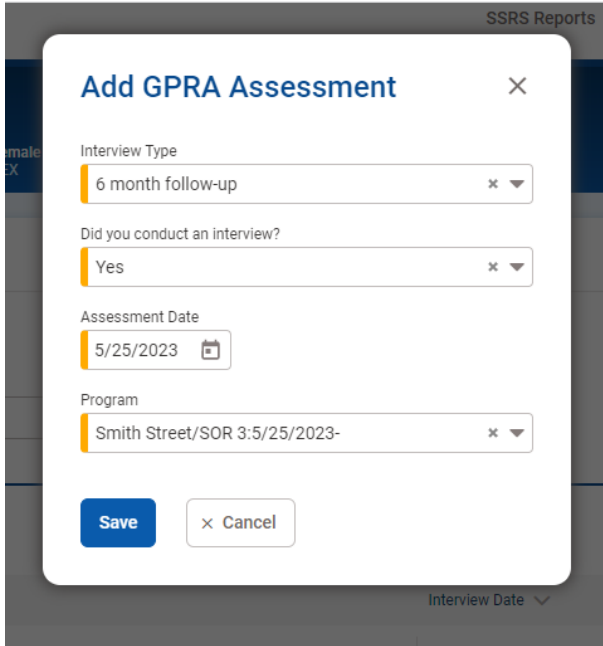 SSRS Reports
Add GPRA Assessment
Interview Type
6 month follow-up
Did you conduct an interview?
Yes
Assessment Date
5/25/2023
Program
Smith Street/SOR 3:5/25/2023-
Save
Cancel
Interview Date